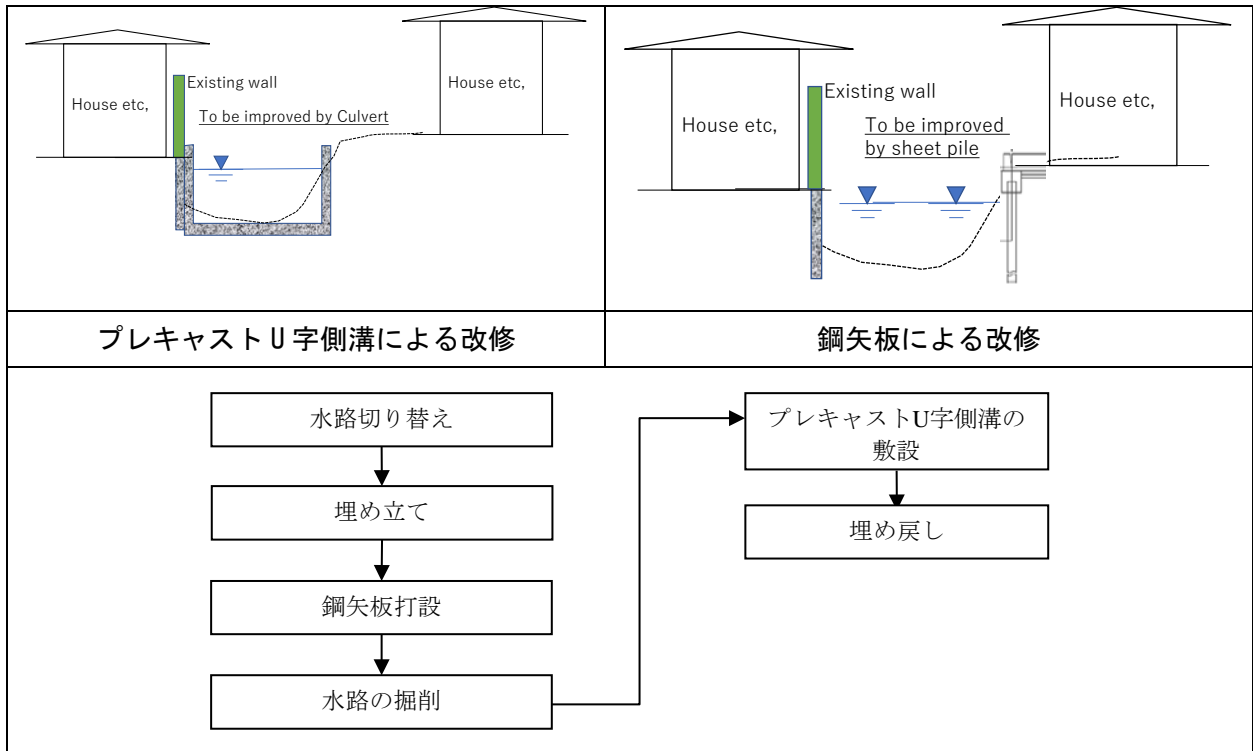 House etc,
Existing wall
To be improved by Culvert
House etc,
House etc,
Existing wall
To be improved
by sheet pile
House etc,
プレキャストU字側溝による改修
鋼矢板による改修
水路切り替え
埋め立て
鋼矢板打設
水路の掘削
プレキャストU字側溝の
敷設
埋め戻し